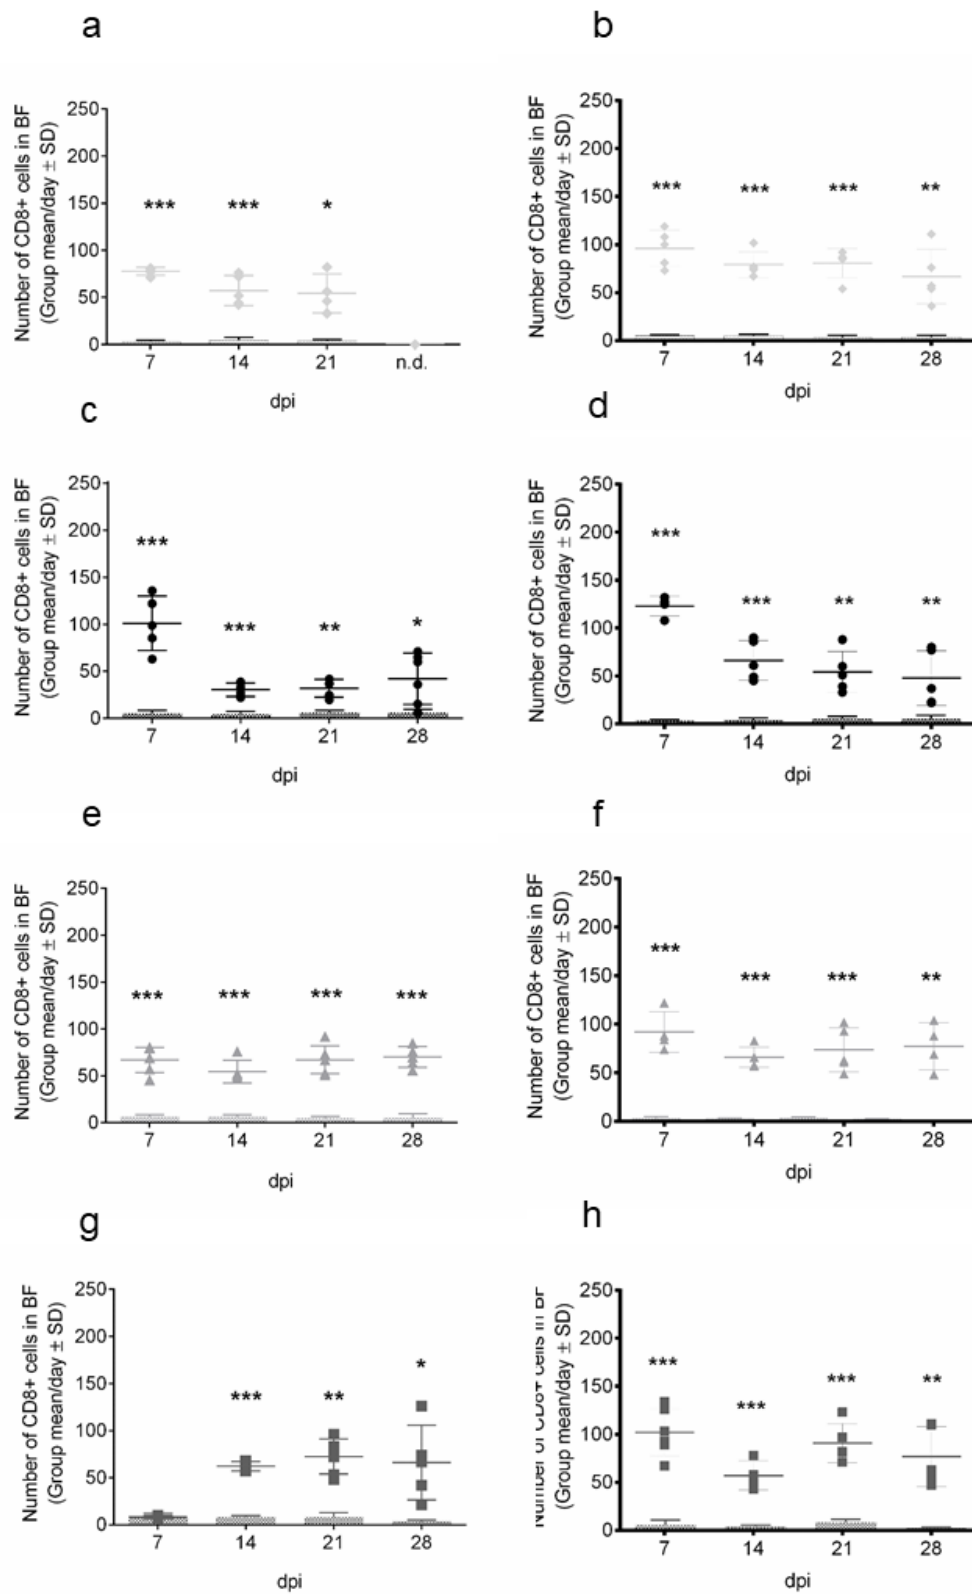 a
Number of CD8+ cells in BF
(Group mean/day ± SD)
250
200
150
100
50
0
*** *** *
7 14 21 n.d.
dpi
b
Number of CD8+ cells in BF
(Group mean/day ± SD)
250
200
150
100
50
0
*** *** *** **
7 14 21 28
dpi
c
Number of CD8+ cells in BF
(Group mean/day ± SD)
250
200
150
100
50
0
*** *** ** *
7 14 21 28
dpi
d
Number of CD8+ cells in BF
(Group mean/day ± SD)
250
200
150
100
50
0
*** *** ** **
7 14 21 28
dpi
e
Number of CD8+ cells in BF
(Group mean/day ± SD)
250
200
150
100
50
0
*** *** *** ***
7 14 21 28
dpi
f
Number of CD8+ cells in BF
(Group mean/day ± SD)
250
200
150
100
50
0
*** *** *** **
7 14 21 28
dpi
g
Number of CD8+ cells in BF
(Group mean/day ± SD)
250
200
150
100
50
0
*** ** *
7 14 21 28
dpi
h
Number of CD8+ cells in BF
(Group mean/day ± SD)
250
200
150
100
50
0
*** *** *** **
7 14 21 28
dpi